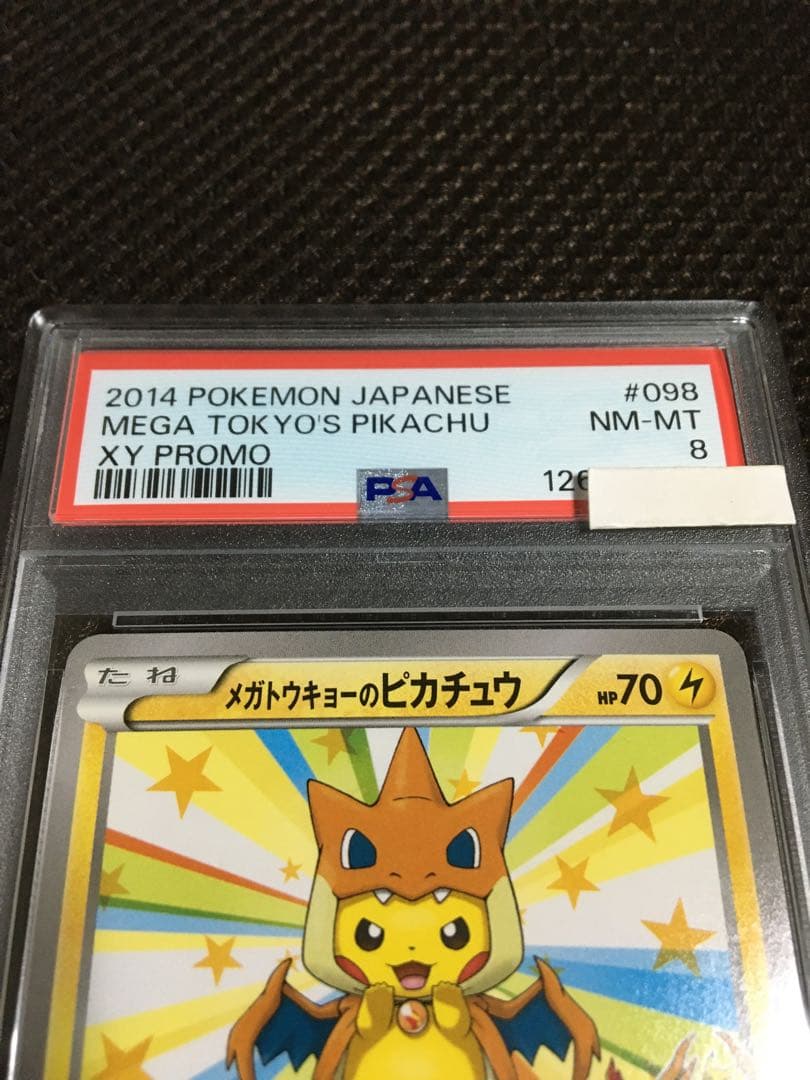 2014 POKEMON JAPANESE #098
MEGA TOKYO'S PIKACHU NM-MT
XY PROMO 8
PSA 126
たね メガトウキョーのピカチュウ HP70